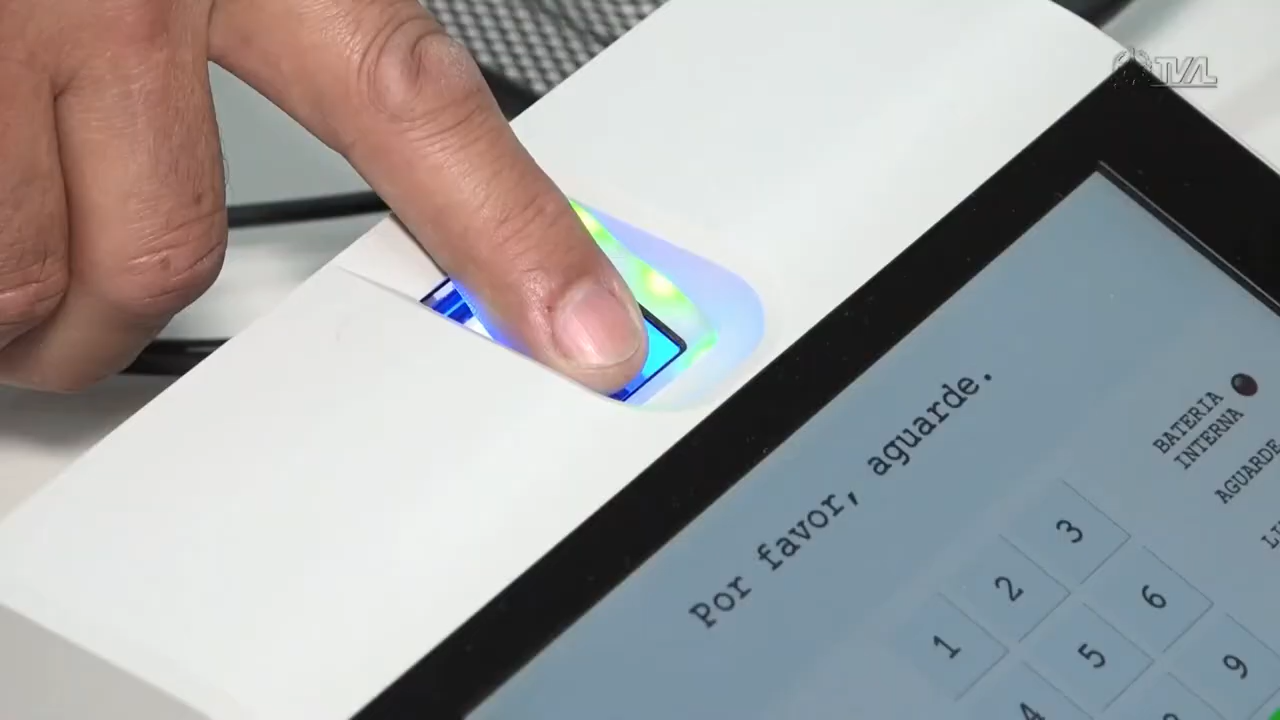 TVAL
Por favor, aguarde.
BATERIA
INTERNA
AGUARDE
1 2 3
4 5 6
9